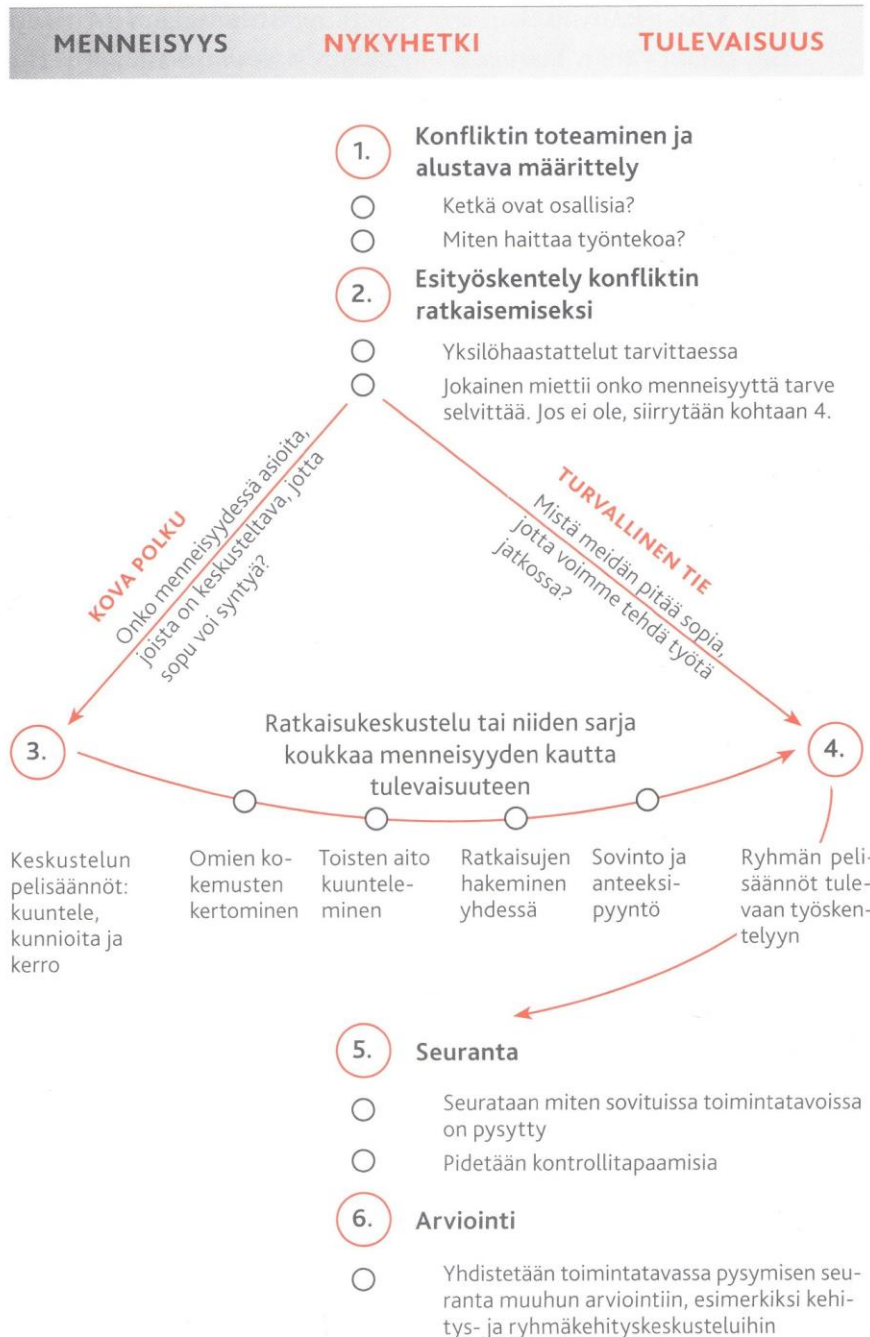 MENNEISYYS NYKYHETKI TULEVAISUUS
1.
Konfliktin toteaminen ja
alustava määrittely
Ketkä ovat osallisia?
Miten haittaa työntekoa?
2.
Esityöskentely konfliktin
ratkaisemiseksi
Yksilöhaastattelut tarvittaessa
Jokainen miettii onko menneisyyttä tarve
selvittää. Jos ei ole, siirrytään kohtaan 4.
KOVA POLKU
Onko menneisyydessä asioita,
joista on keskusteltava, jotta
sopu voi syntyä?
TURVALLINEN TIE
Mistä meidän pitää sopia,
jotta voimme tehdä työtä
jatkossa?
3.
Ratkaisukeskustelu tai niiden sarja
koukkaa menneisyyden kautta
tulevaisuuteen
4.
Keskustelun
pelisäännöt:
kuuntele,
kunnioita ja
kerro
Omien ko-
kemusten
kertominen
Toisten aito
kuuntele-
minen
Ratkaisujen
hakeminen
yhdessä
Sovinto ja
anteeksi-
pyyntö
Ryhmän peli-
säännöt tule-
vaan työsken-
telyyn
5.
Seuranta
Seurataan miten sovituissa toimintatavoissa
on pysytty
Pidetään kontrollitapaamisia
6.
Arviointi
Yhdistetään toimintatavassa pysymisen seu-
ranta muuhun arviointiin, esimerkiksi kehi-
tys- ja ryhmäkehityskeskusteluihin